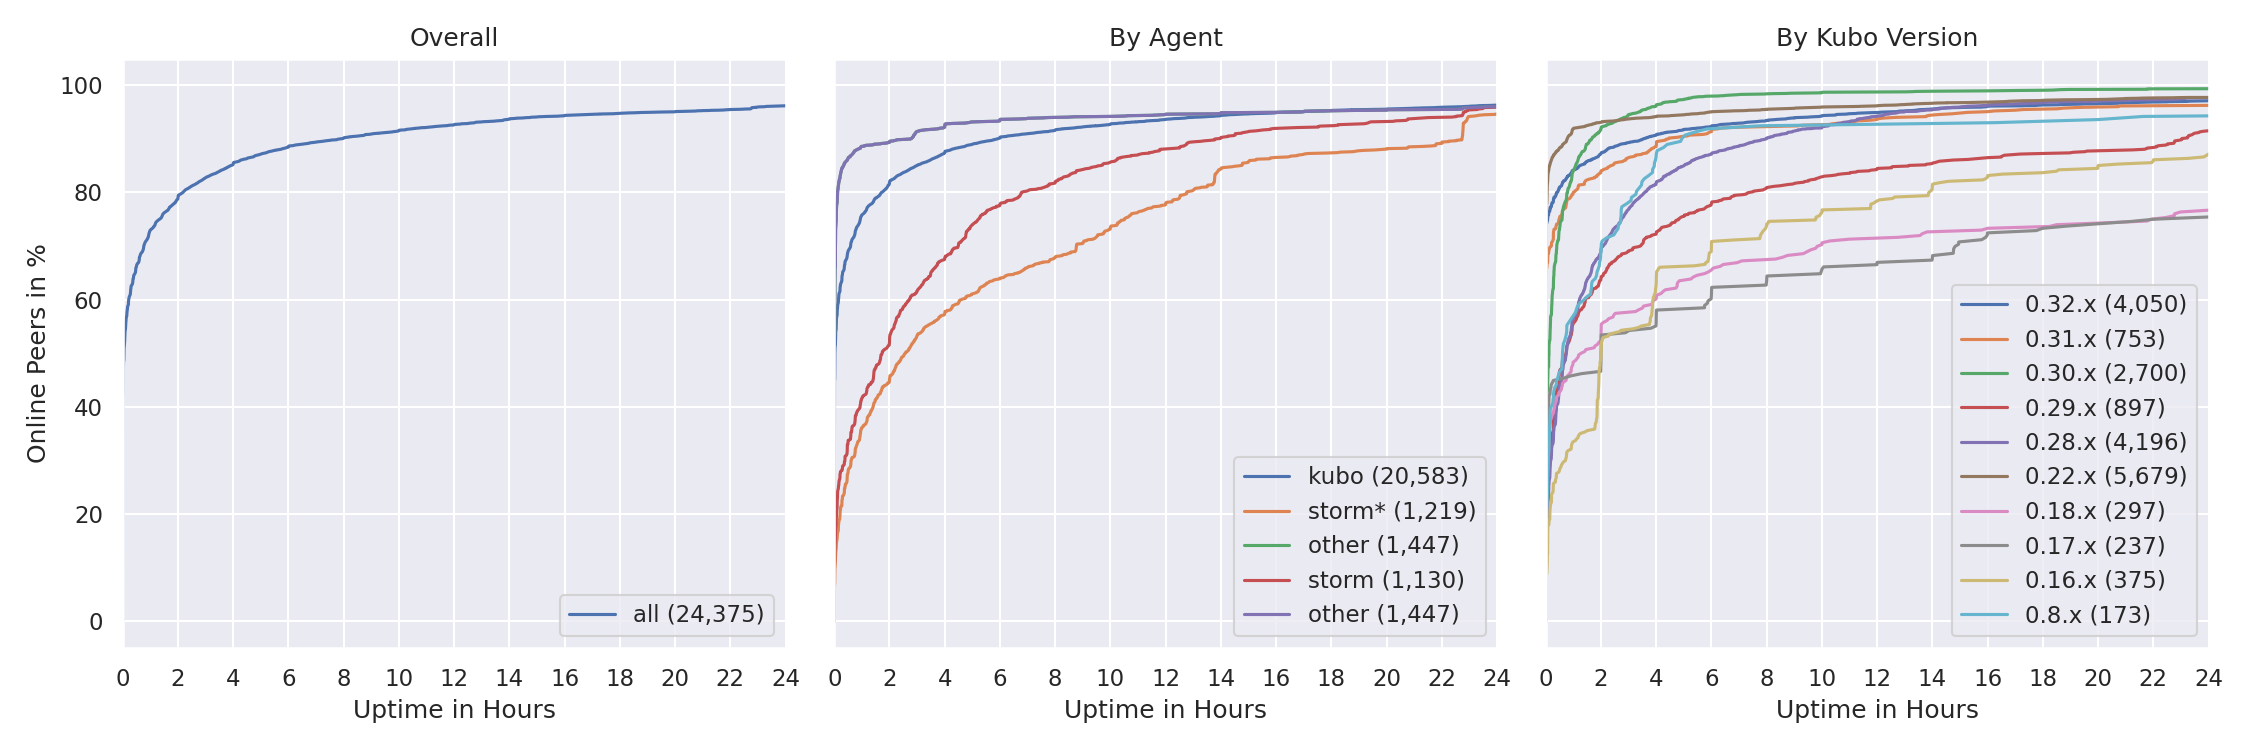 Overall
By Agent
By Kubo Version
Online Peers in %
100
80
60
40
20
0
all (24,375)
kubo (20,583)
storm* (1,219)
other (1,447)
storm (1,130)
other (1,447)
0.32.x (4,050)
0.31.x (753)
0.30.x (2,700)
0.29.x (897)
0.28.x (4,196)
0.22.x (5,679)
0.18.x (297)
0.17.x (237)
0.16.x (375)
0.8.x (173)
0 2 4 6 8 10 12 14 16 18 20 22 24
0 2 4 6 8 10 12 14 16 18 20 22 24
0 2 4 6 8 10 12 14 16 18 20 22 24
Uptime in Hours
Uptime in Hours
Uptime in Hours